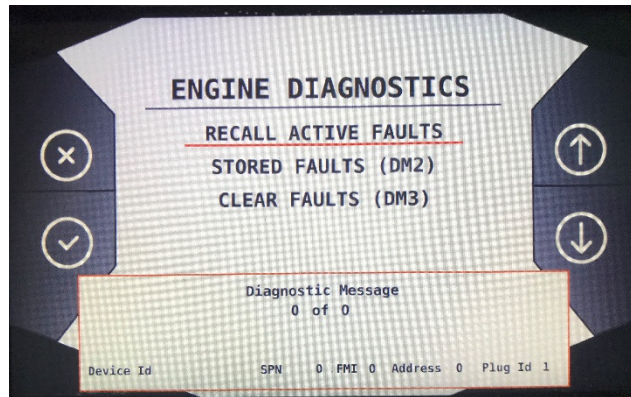 ENGINE DIAGNOSTICS
RECALL ACTIVE FAULTS
STORED FAULTS (DM2)
CLEAR FAULTS (DM3)
Diagnostic Message
0 of 0
Device Id SPN 0 FMI 0 Address 0 Plug Id 1